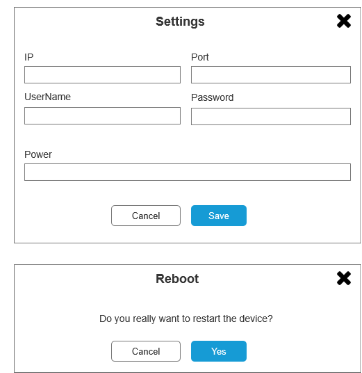 Settings
IP Port
UserName Password
Power
Cancel Save
Reboot
Do you really want to restart the device?
Cancel Yes